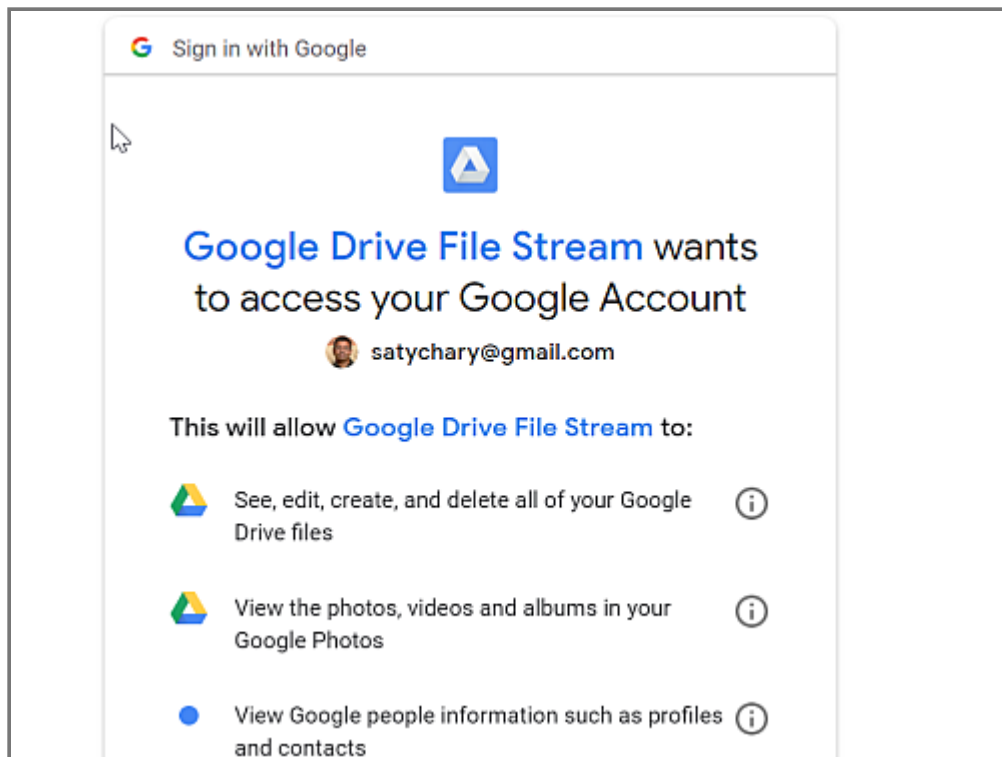 Sign in with Google
Google Drive File Stream wants
to access your Google Account
satychary@gmail.com
This will allow Google Drive File Stream to:
See, edit, create, and delete all of your Google
Drive files
View the photos, videos and albums in your
Google Photos
View Google people information such as profiles
and contacts